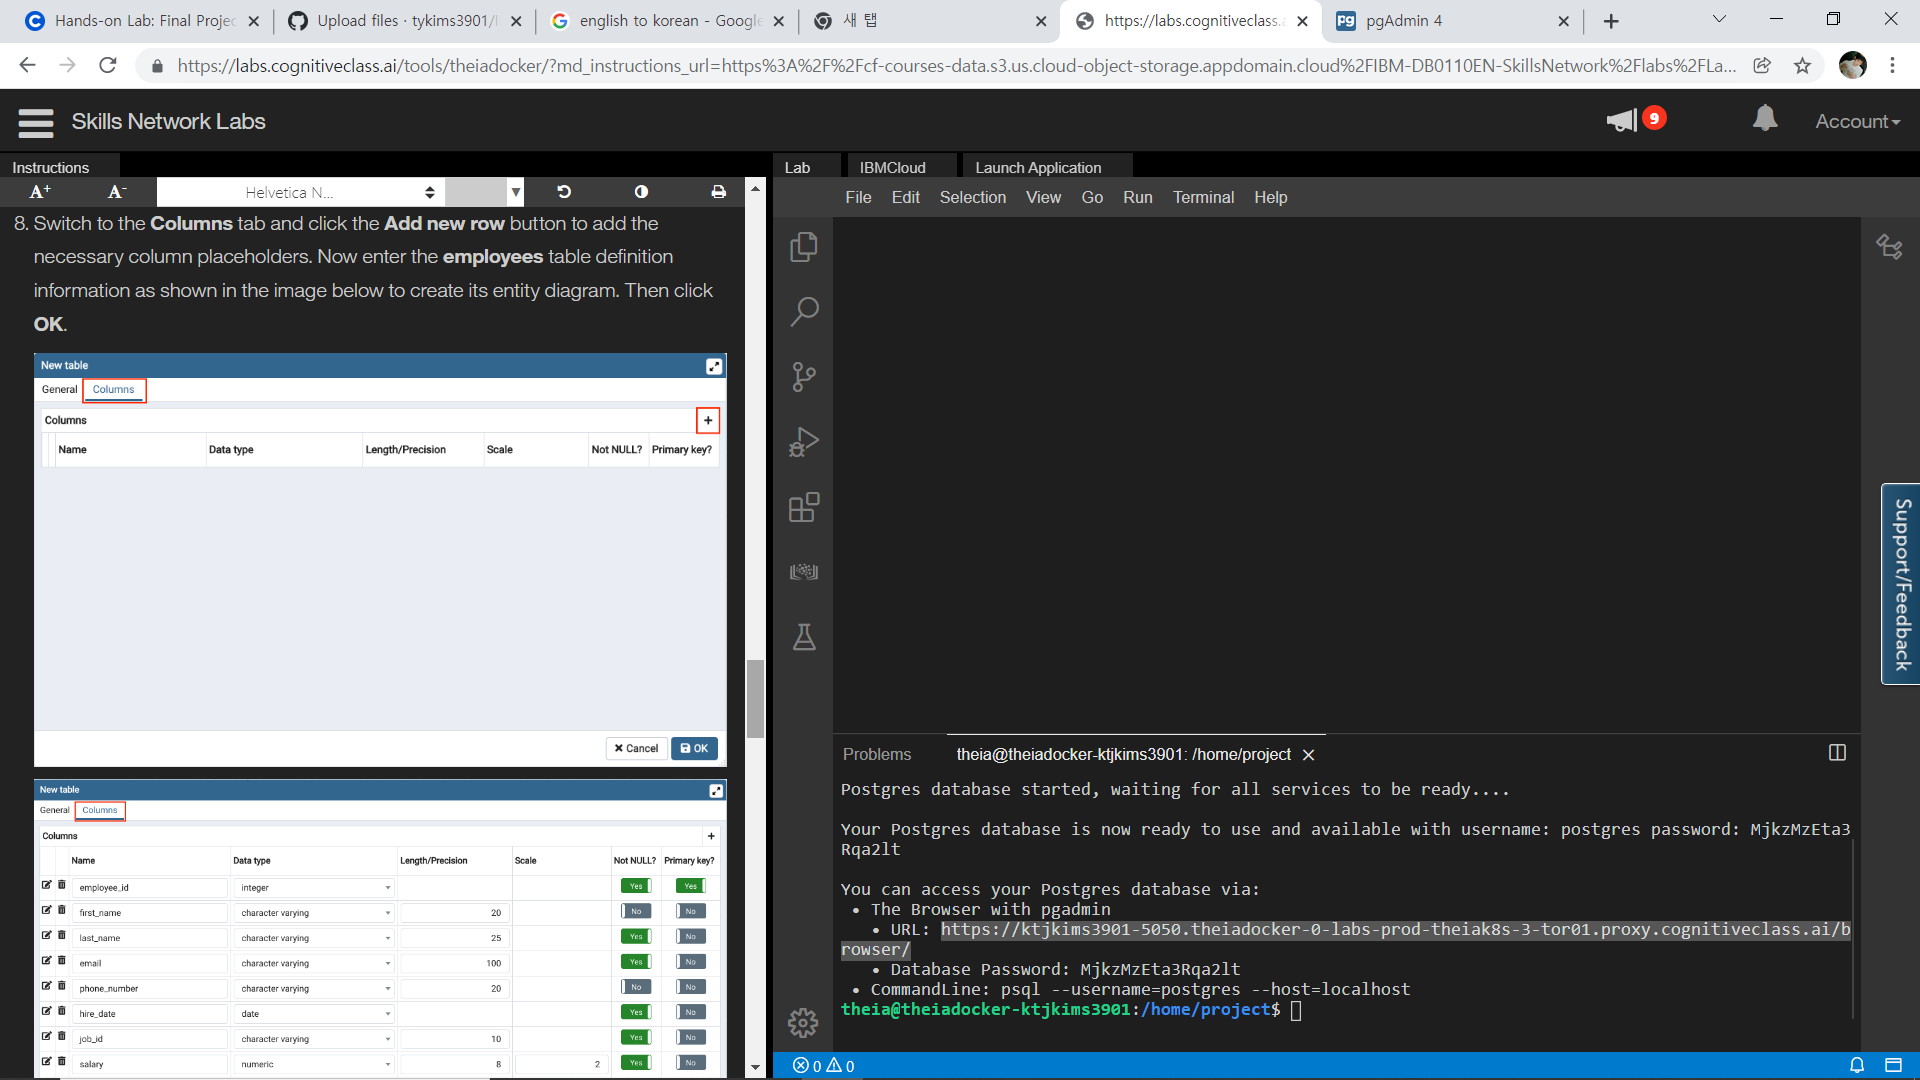 Hands-on Lab: Final Projec
Upload files · tykims3901/
english to korean - Google
새 탭
https://labs.cognitiveclass.
pgAdmin 4
https://labs.cognitiveclass.ai/tools/theiadocker/?md_instructions_url=https%3A%2F%2Fcf-courses-data.s3.us.cloud-object-storage.appdomain.cloud%2FIBM-DB0110EN-SkillsNetwork%2Flabs%2FLa...
Skills Network Labs
9
Account
Instructions
Lab
IBMCloud
Launch Application
A+
A-
Helvetica N...
File Edit Selection View Go Run Terminal Help
8. Switch to the Columns tab and click the Add new row button to add the
necessary column placeholders. Now enter the employees table definition
information as shown in the image below to create its entity diagram. Then click
OK.
New table
General Columns
Columns +
Name Data type Length/Precision Scale Not NULL? Primary key?
Cancel OK
New table
General Columns
Columns +
Name Data type Length/Precision Scale Not NULL? Primary key?
employee_id integer Yes Yes
first_name character varying 20 No No
last_name character varying 25 Yes No
email character varying 100 Yes No
phone_number character varying 20 No No
hire_date date Yes No
job_id character varying 10 Yes No
salary numeric 8 2 Yes No
Support/Feedback
Problems
theia@theiadocker-ktjkims3901: /home/project
Postgres database started, waiting for all services to be ready....
Your Postgres database is now ready to use and available with username: postgres password: MjkzMzEta3
Rqa2lt
You can access your Postgres database via:
• The Browser with pgadmin
• URL: https://ktjkims3901-5050.theiadocker-0-labs-prod-theiak8s-3-tor01.proxy.cognitiveclass.ai/b
rowser/
• Database Password: MjkzMzEta3Rqa2lt
• CommandLine: psql --username=postgres --host=localhost
theia@theiadocker-ktjkims3901:/home/project$
0 0